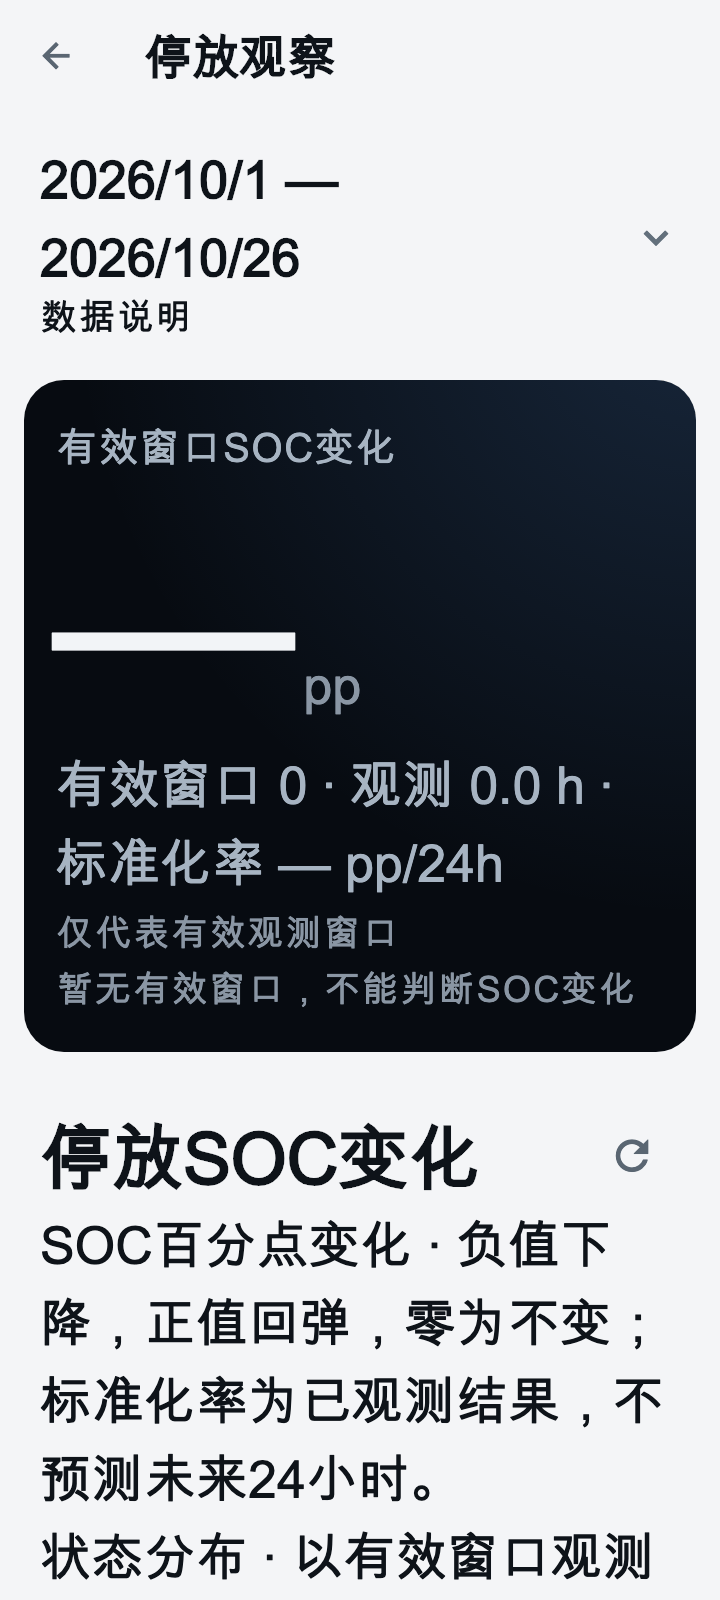 停放观察
2026/10/1 —
2026/10/26
数据说明
有效窗口SOC变化
— pp
有效窗口 0 · 观测 0.0 h ·
标准化率 — pp/24h
仅代表有效观测窗口
暂无有效窗口，不能判断SOC变化
停放SOC变化
SOC百分点变化 · 负值下
降，正值回弹，零为不变；
标准化率为已观测结果，不
预测未来24小时。
状态分布 · 以有效窗口观测